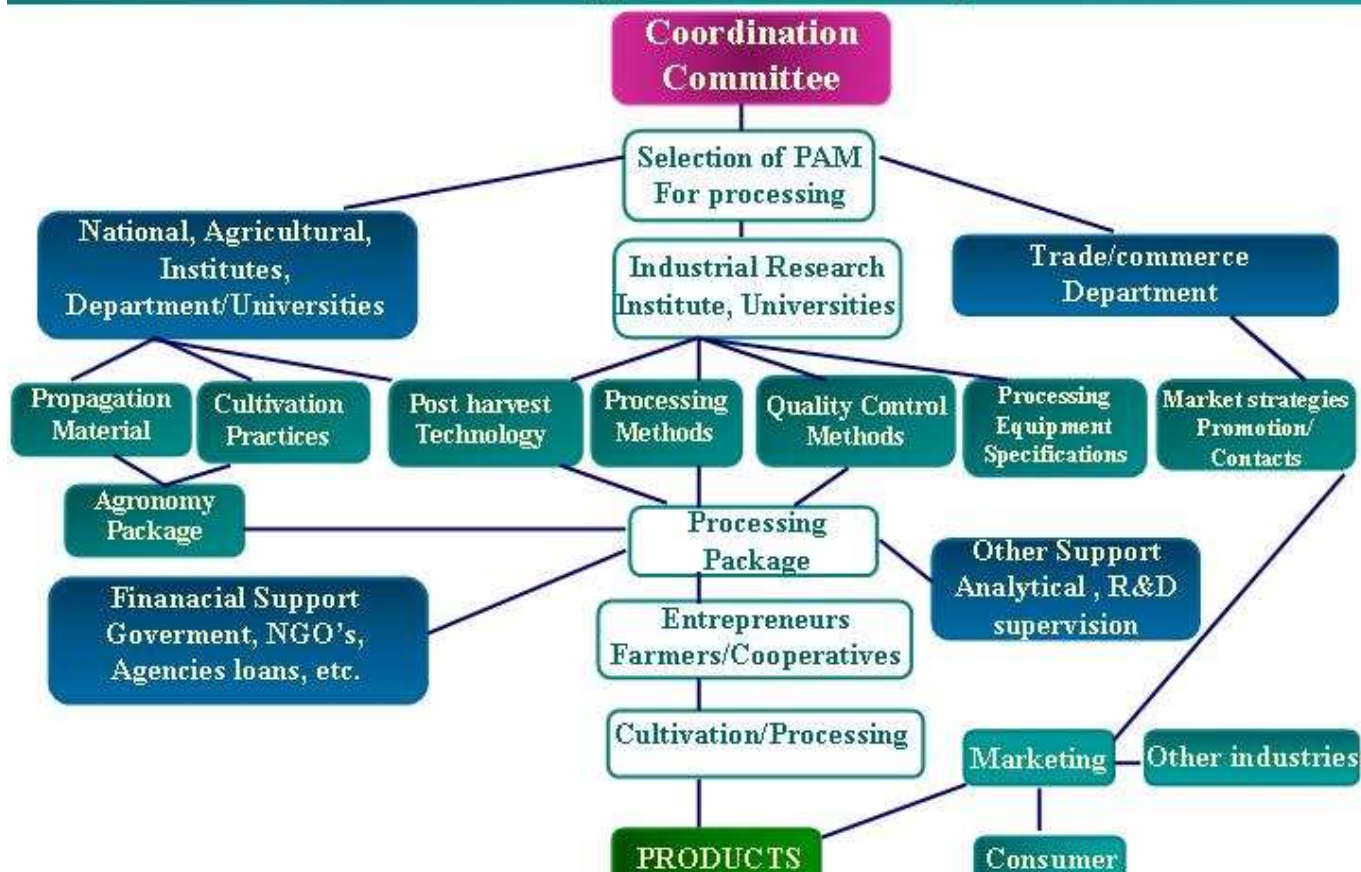 Coordination
Committee
Selection of PAM
For processing
National, Agricultural,
Institutes,
Department/Universities
Industrial Research
Institute, Universities
Trade/commerce
Department
Propagation
Material
Cultivation
Practices
Post harvest
Technology
Processing
Methods
Quality Control
Methods
Processing
Equipment
Specifications
Market strategies
Promotion/
Contacts
Agronomy
Package
Processing
Package
Other Support
Analytical , R&D
supervision
Finanacial Support
Goverment, NGO's,
Agencies loans, etc.
Entrepreneurs
Farmers/Cooperatives
Cultivation/Processing
Marketing
Other industries
PRODUCTS
Consumer